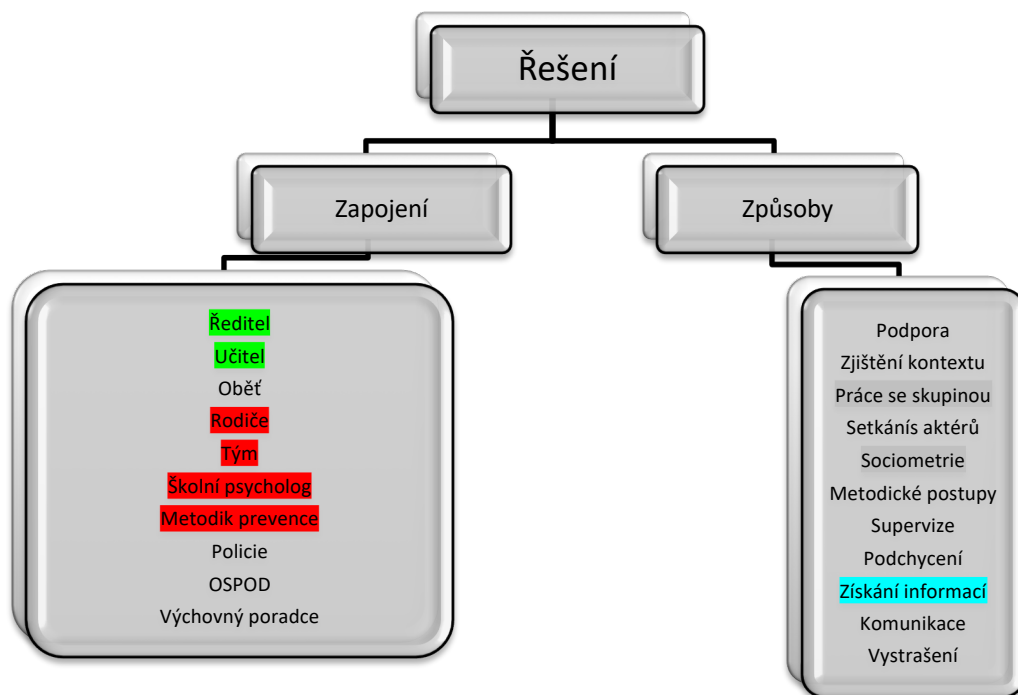 Řešení
Zapojení
Způsoby
Ředitel
Učitel
Oběť
Rodiče
Tým
Školní psycholog
Metodik prevence
Policie
OSPOD
Výchovný poradce
Podpora
Zjištění kontextu
Práce se skupinou
Setkánís aktérů
Sociometrie
Metodické postupy
Supervize
Podchycení
Získání informací
Komunikace
Vystrašení